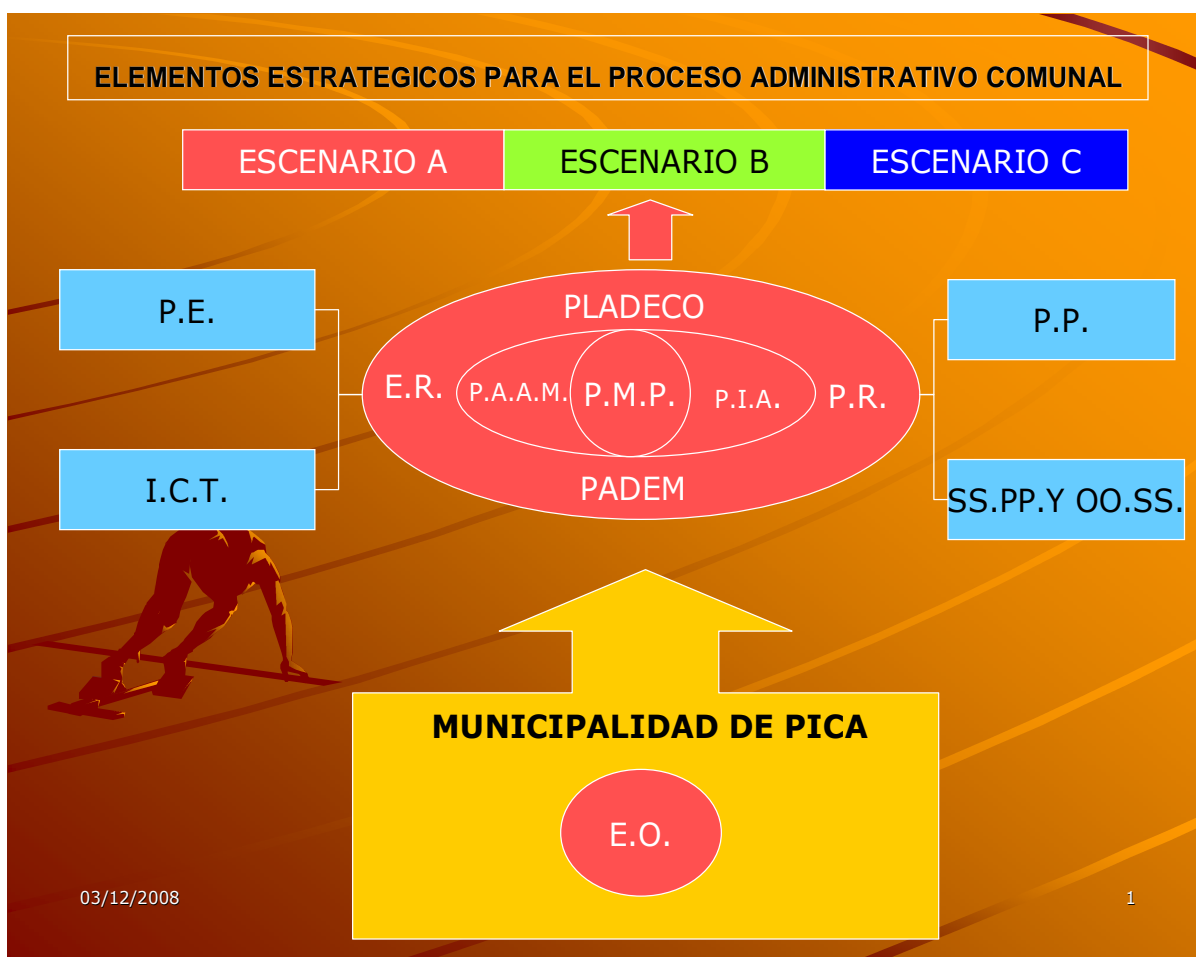 ELEMENTOS ESTRATEGICOS PARA EL PROCESO ADMINISTRATIVO COMUNAL
ESCENARIO A
ESCENARIO B
ESCENARIO C
P.E.
I.C.T.
PLADECO
E.R.
P.A.A.M.
P.M.P.
P.I.A.
P.R.
PADEM
P.P.
SS.PP.Y OO.SS.
MUNICIPALIDAD DE PICA
E.O.
03/12/2008
1